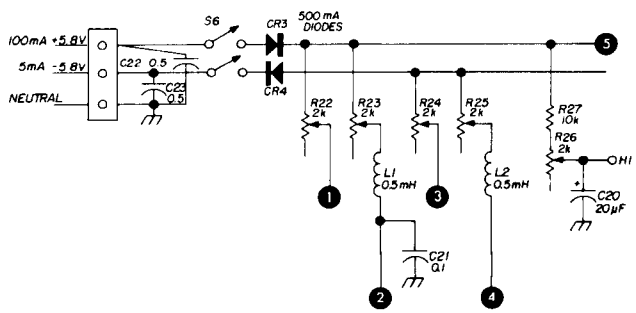 100mA +5.8V
5mA -5.8V
NEUTRAL
C22 0.5
C23
0.5
S6
CR3
500 mA
DIODES
CR4
5
R22
2k
R23
2k
R24
2k
R25
2k
R27
10k
R26
2k
HI
L1
0.5mH
L2
0.5mH
C20
20µF
C21
0.1
1
3
2
4